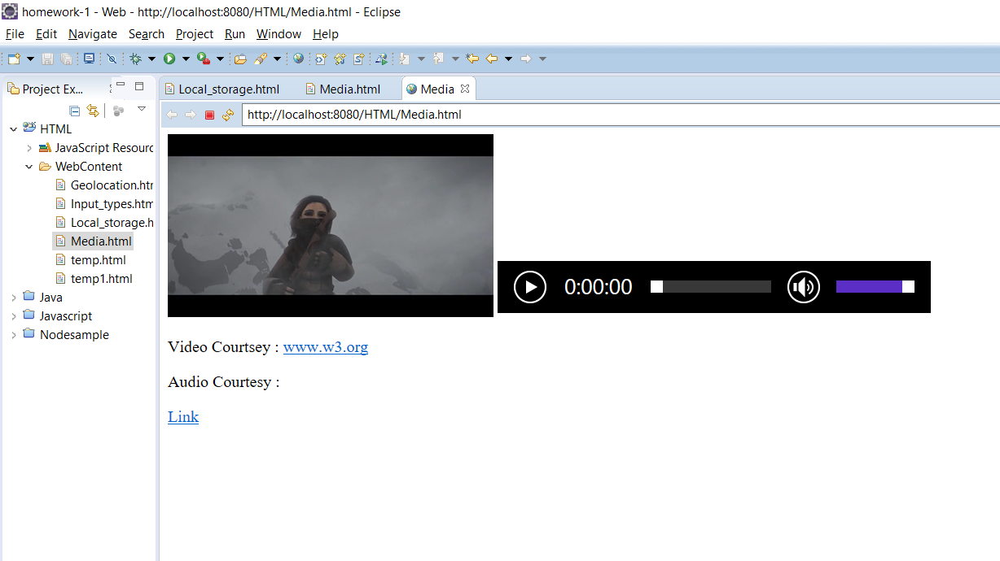 homework-1 - Web - http://localhost:8080/HTML/Media.html - Eclipse
File Edit Navigate Search Project Run Window Help
Project Ex...
Local_storage.html Media.html Media
http://localhost:8080/HTML/Media.html
HTML
JavaScript Resourc
WebContent
Geolocation.htr
Input_types.htm
Local_storage.h
Media.html
temp.html
temp1.html
Java
Javascript
Nodesample
0:00:00
Video Courtsey : www.w3.org
Audio Courtesy :
Link